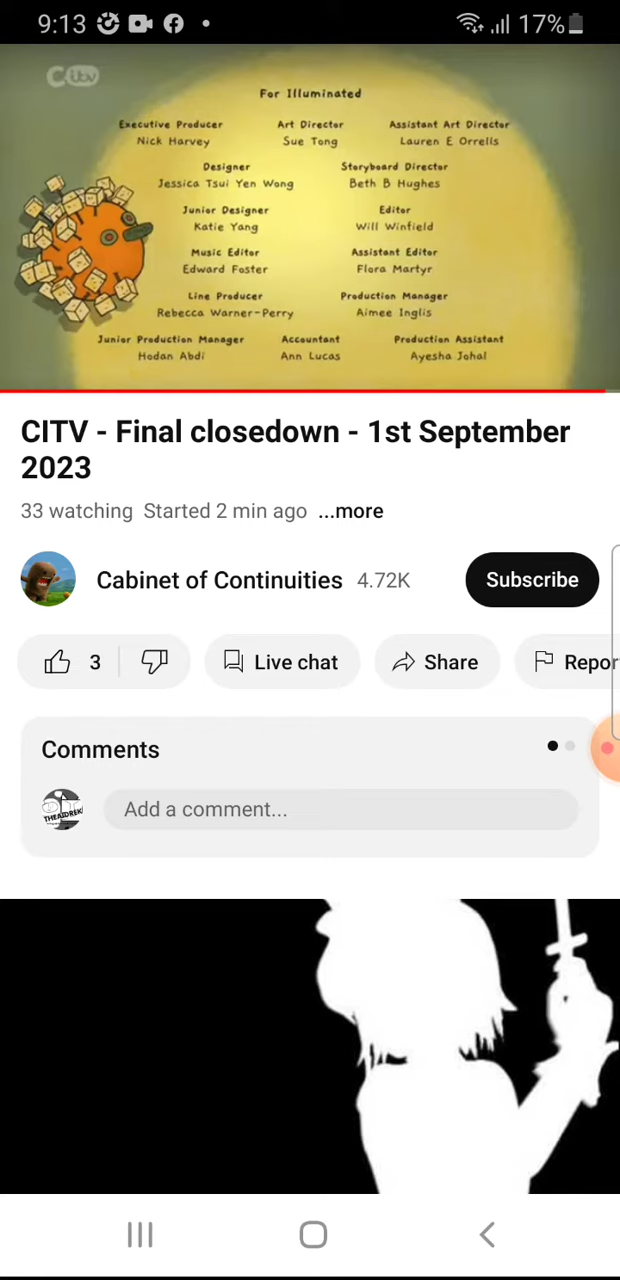 9:13
17%
citv
For Illuminated
Executive Producer Art Director Assistant Art Director
Nick Harvey Sue Tong Lauren E Orrells
Designer Storyboard Director
Jessica Tsui Yen Wong Beth B Hughes
Junior Designer Editor
Katie Yang Will Winfield
Music Editor Assistant Editor
Edward Foster Flora Martyr
Line Producer Production Manager
Rebecca Warner-Perry Aimee Inglis
Junior Production Manager Accountant Production Assistant
Hodan Abdi Ann Lucas Ayesha Johal
CITV - Final closedown - 1st September
2023
33 watching Started 2 min ago ...more
Cabinet of Continuities 4.72K Subscribe
3 Live chat Share Repor
Comments
Add a comment...